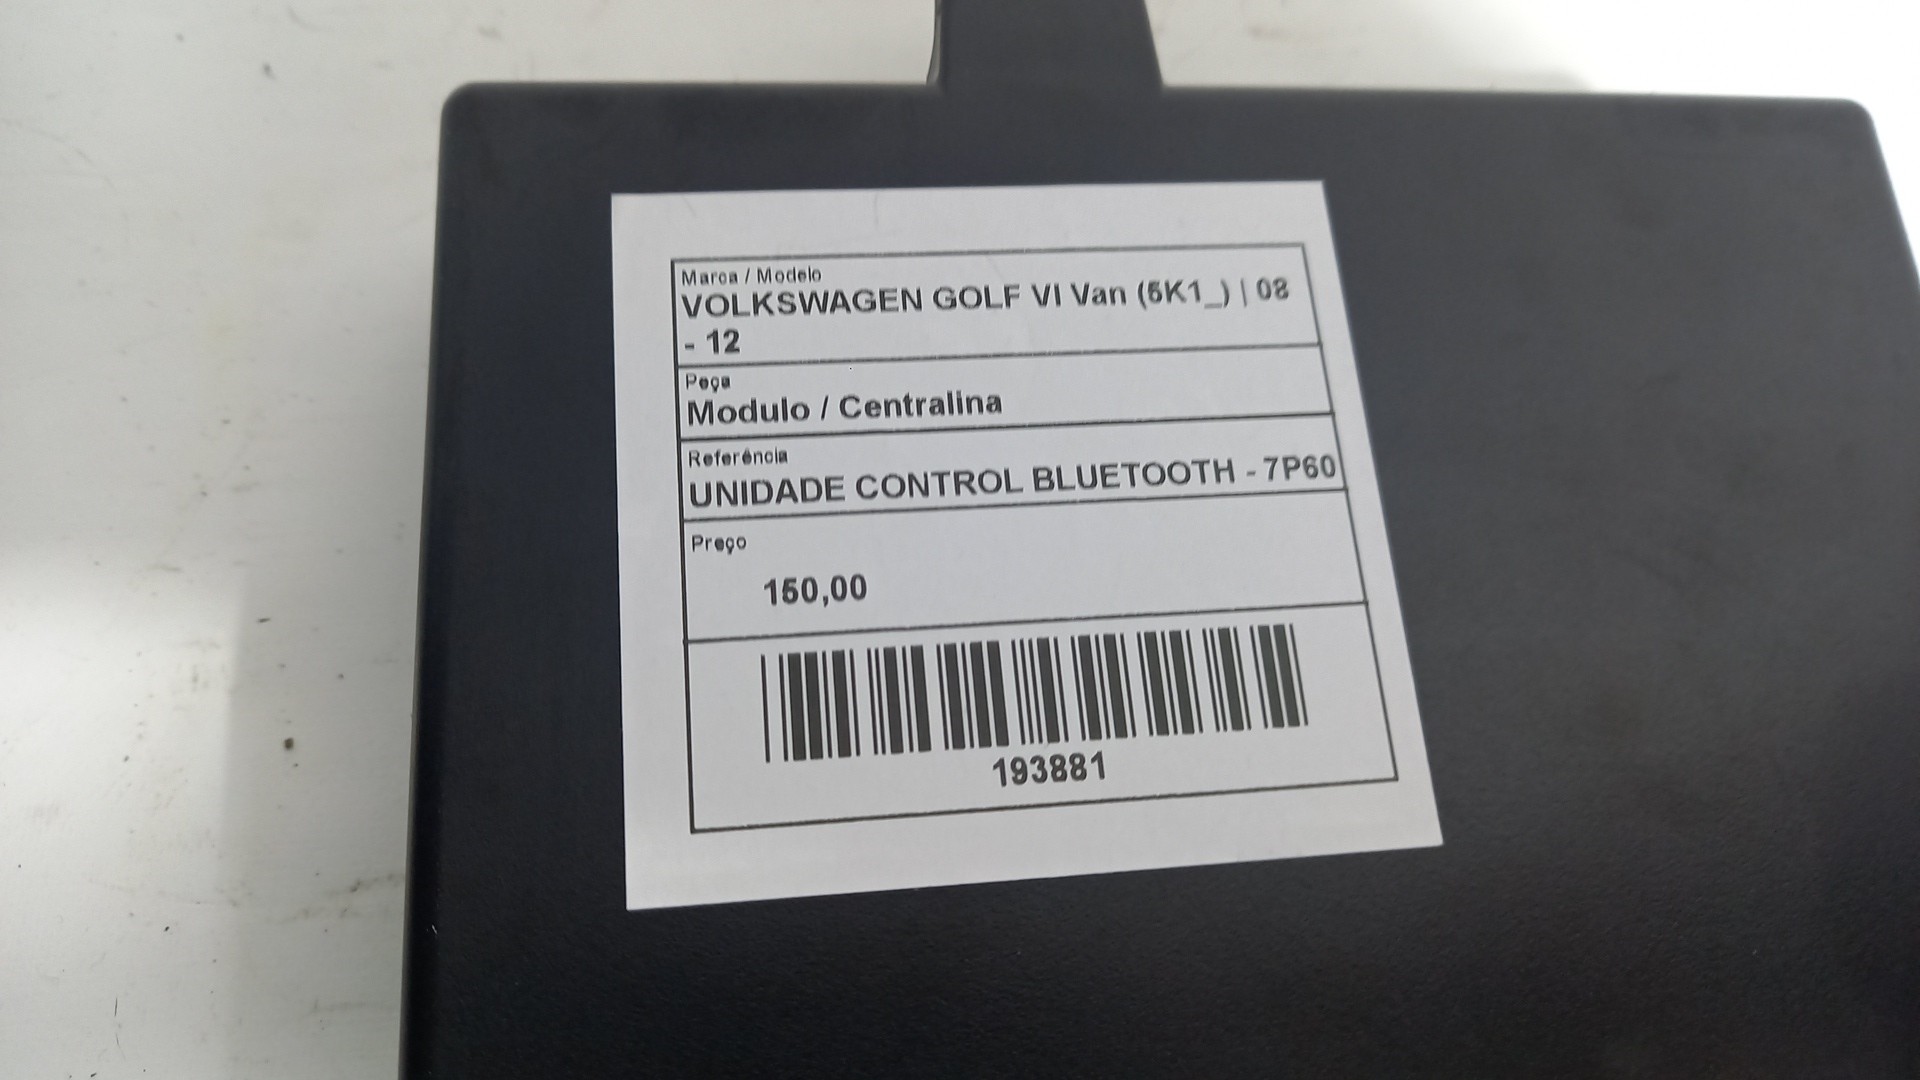 Marca / Modelo
VOLKSWAGEN GOLF VI Van (5K1_) | 08
- 12
Peça
Modulo / Centralina
Referência
UNIDADE CONTROL BLUETOOTH - 7P60
Preço
150,00
193881